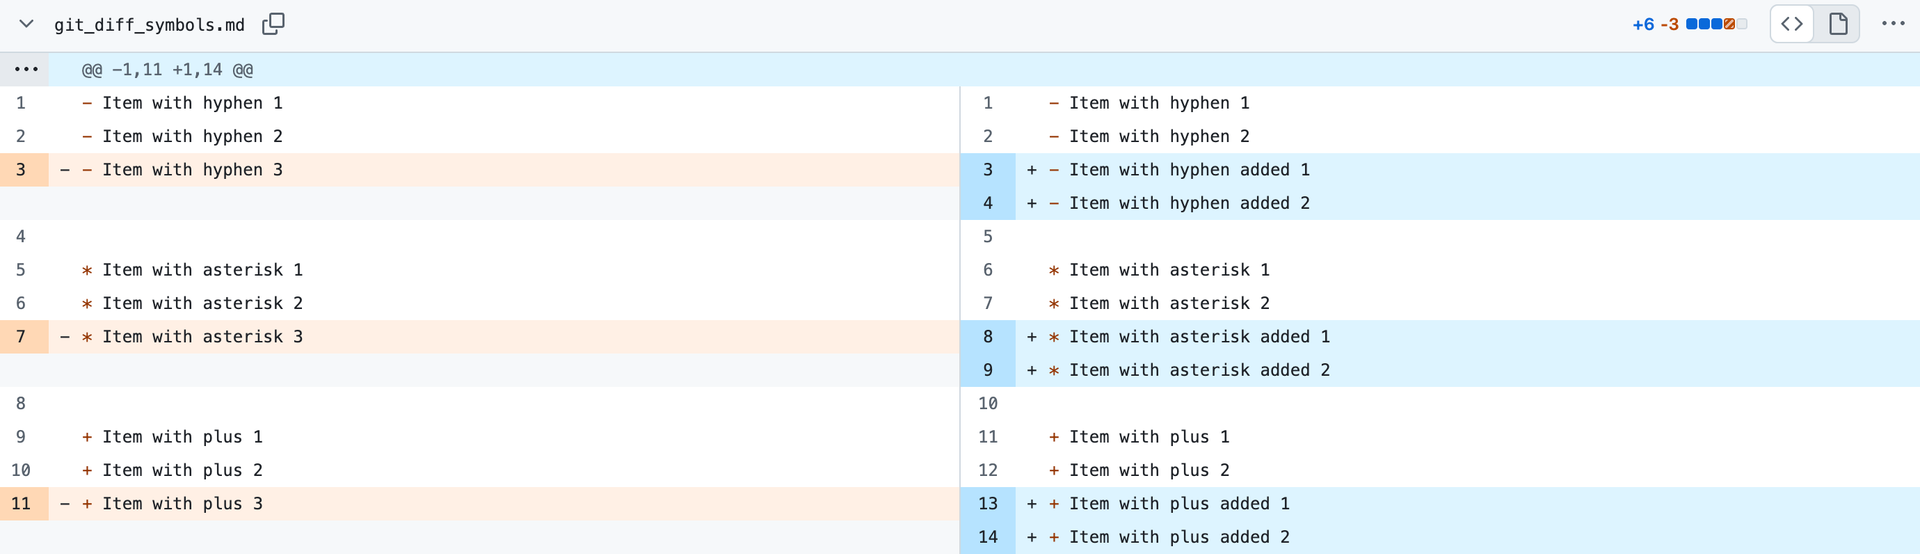 git_diff_symbols.md +6 -3
@@ -1,11 +1,14 @@
1 - Item with hyphen 1
2 - Item with hyphen 2
3 - - Item with hyphen 3
4
5 * Item with asterisk 1
6 * Item with asterisk 2
7 - * Item with asterisk 3
8
9 + Item with plus 1
10 + Item with plus 2
11 - + Item with plus 3
1 - Item with hyphen 1
2 - Item with hyphen 2
3 + - Item with hyphen added 1
4 + - Item with hyphen added 2
5
6 * Item with asterisk 1
7 * Item with asterisk 2
8 + * Item with asterisk added 1
9 + * Item with asterisk added 2
10
11 + Item with plus 1
12 + Item with plus 2
13 + + Item with plus added 1
14 + + Item with plus added 2